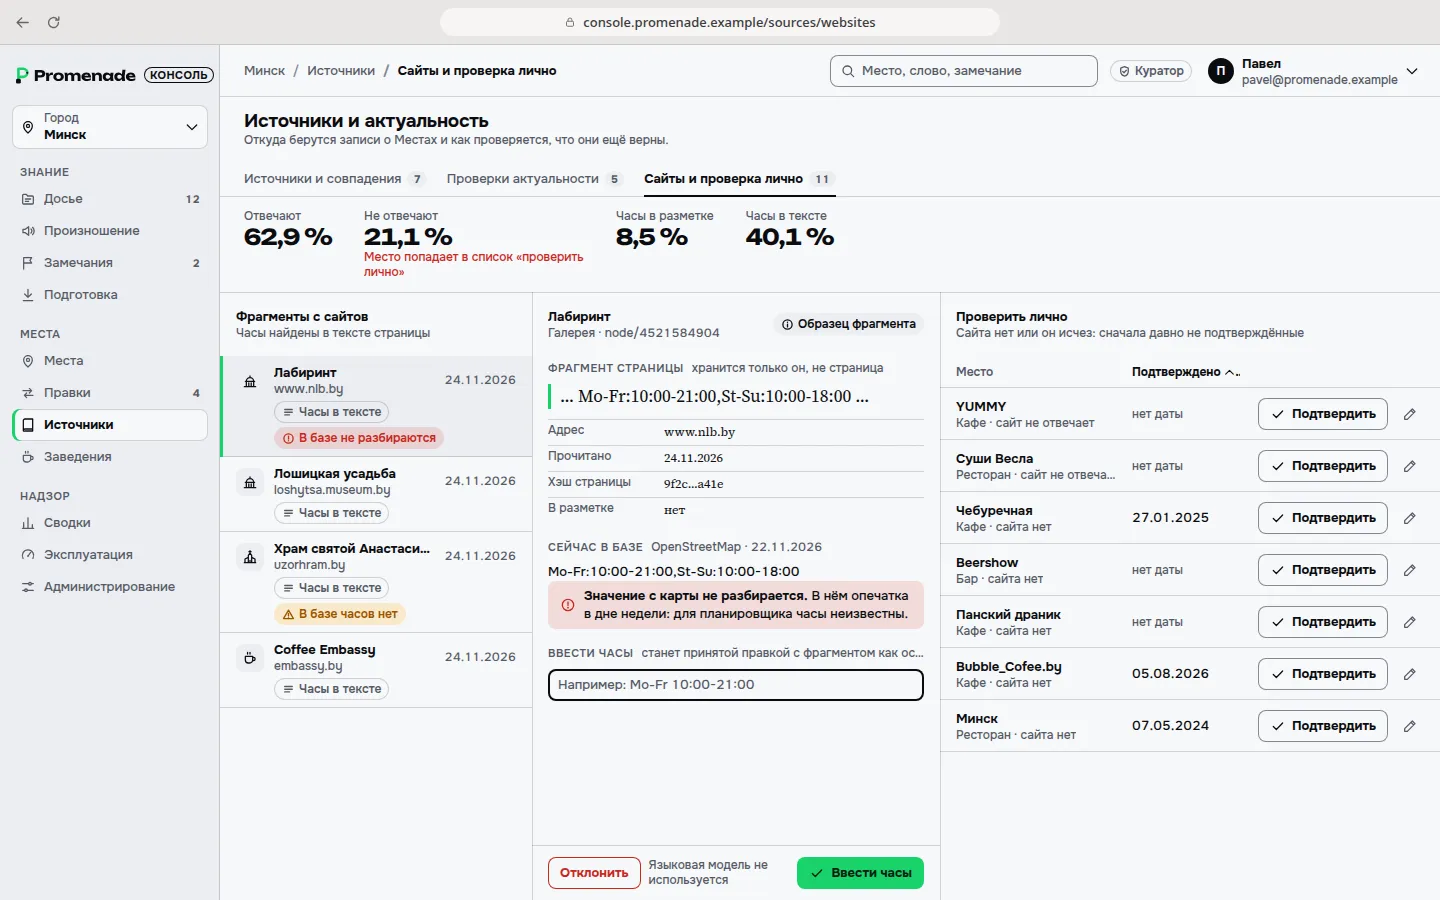 console.promenade.example/sources/websites
Promenade КОНСОЛЬ
Минск / Источники / Сайты и проверка лично
Место, слово, замечание
Куратор
П
Павел
pavel@promenade.example
Город
Минск
ЗНАНИЕ
Досье 12
Произношение
Замечания 2
Подготовка
МЕСТА
Места
Правки 4
Источники
Заведения
НАДЗОР
Сводки
Эксплуатация
Администрирование
Источники и актуальность
Откуда берутся записи о Местах и как проверяется, что они ещё верны.
Источники и совпадения 7
Проверки актуальности 5
Сайты и проверка лично 11
Отвечают
62,9 %
Не отвечают
21,1 %
Место попадает в список «проверить
лично»
Часы в разметке
8,5 %
Часы в тексте
40,1 %
Фрагменты с сайтов
Часы найдены в тексте страницы
Лабиринт
www.nlb.by
24.11.2026
Часы в тексте
В базе не разбираются
Лошицкая усадьба
loshytsa.museum.by
24.11.2026
Часы в тексте
Храм святой Анастаси...
uzorhram.by
24.11.2026
Часы в тексте
В базе часов нет
Coffee Embassy
embassy.by
24.11.2026
Часы в тексте
Лабиринт
Галерея · node/4521584904
Образец фрагмента
ФРАГМЕНТ СТРАНИЦЫ хранится только он, не страница
... Mo-Fr:10:00-21:00,St-Su:10:00-18:00 ...
Адрес www.nlb.by
Прочитано 24.11.2026
Хэш страницы 9f2c...a41e
В разметке нет
СЕЙЧАС В БАЗЕ OpenStreetMap · 22.11.2026
Mo-Fr:10:00-21:00,St-Su:10:00-18:00
Значение с карты не разбирается. В нём опечатка
в дне недели: для планировщика часы неизвестны.
ВВЕСТИ ЧАСЫ станет принятой правкой с фрагментом как ос...
Например: Mo-Fr 10:00-21:00
Отклонить
Языковая модель не
используется
Ввести часы
Проверить лично
Сайта нет или он исчез: сначала давно не подтверждённые
Место Подтверждено
YUMMY
Кафе · сайт не отвечает
нет даты
Подтвердить
Суши Весла
Ресторан · сайт не отвеча...
нет даты
Подтвердить
Чебуречная
Кафе · сайта нет
27.01.2025
Подтвердить
Beershow
Бар · сайта нет
нет даты
Подтвердить
Панский драник
Кафе · сайта нет
нет даты
Подтвердить
Bubble_Cofee.by
Кафе · сайта нет
05.08.2026
Подтвердить
Минск
Ресторан · сайта нет
07.05.2024
Подтвердить